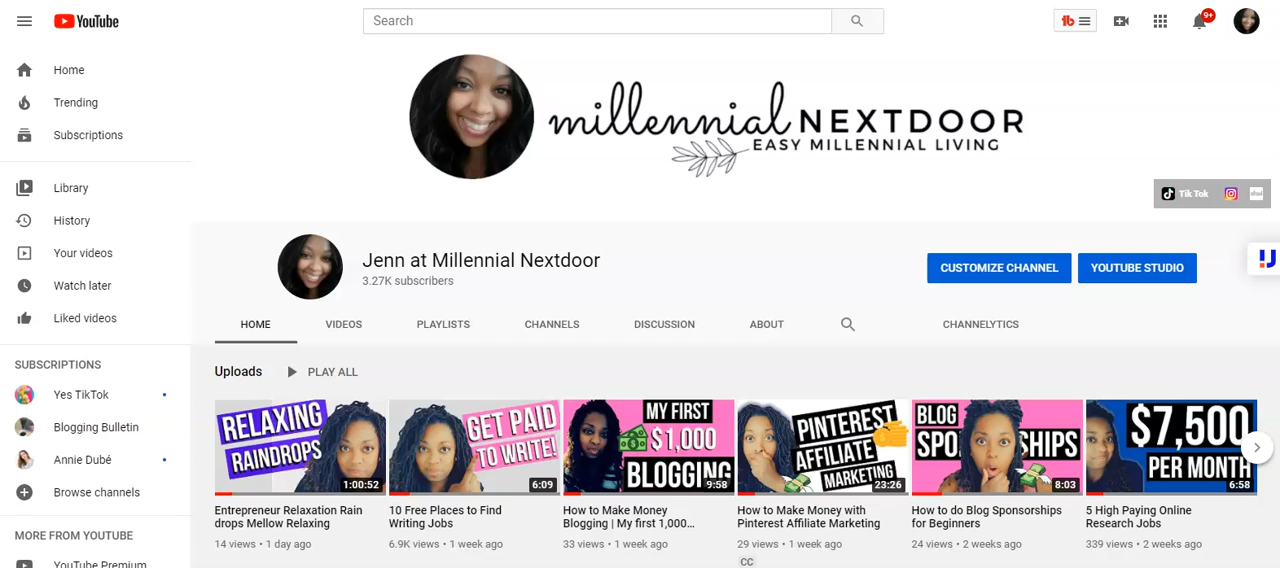 YouTube
Search
9+
Home
Trending
Subscriptions
Library
History
Your videos
Watch later
Liked videos
SUBSCRIPTIONS
Yes TikTok
Blogging Bulletin
Annie Dubé
Browse channels
MORE FROM YOUTUBE
YouTube Premium
millennial NEXTDOOR
EASY MILLENNIAL LIVING
Tik Tok
Jenn at Millennial Nextdoor
3.27K subscribers
CUSTOMIZE CHANNEL
YOUTUBE STUDIO
HOME
VIDEOS
PLAYLISTS
CHANNELS
DISCUSSION
ABOUT
CHANNELYTICS
Uploads
PLAY ALL
RELAXING
RAINDROPS
1:00:52
Entrepreneur Relaxation Rain
drops Mellow Relaxing
14 views • 1 day ago
GET PAID
TO WRITE!
6:09
10 Free Places to Find
Writing Jobs
6.9K views • 1 week ago
MY FIRST
$1,000
BLOGGING
9:58
How to Make Money
Blogging | My first 1,000...
33 views • 1 week ago
PINTEREST
AFFILIATE
MARKETING
23:26
How to Make Money with
Pinterest Affiliate Marketing
29 views • 1 week ago
CC
BLOG
8:03
How to do Blog Sponsorships
for Beginners
24 views • 2 weeks ago
$7,500
PER MONTH
6:58
5 High Paying Online
Research Jobs
339 views • 2 weeks ago